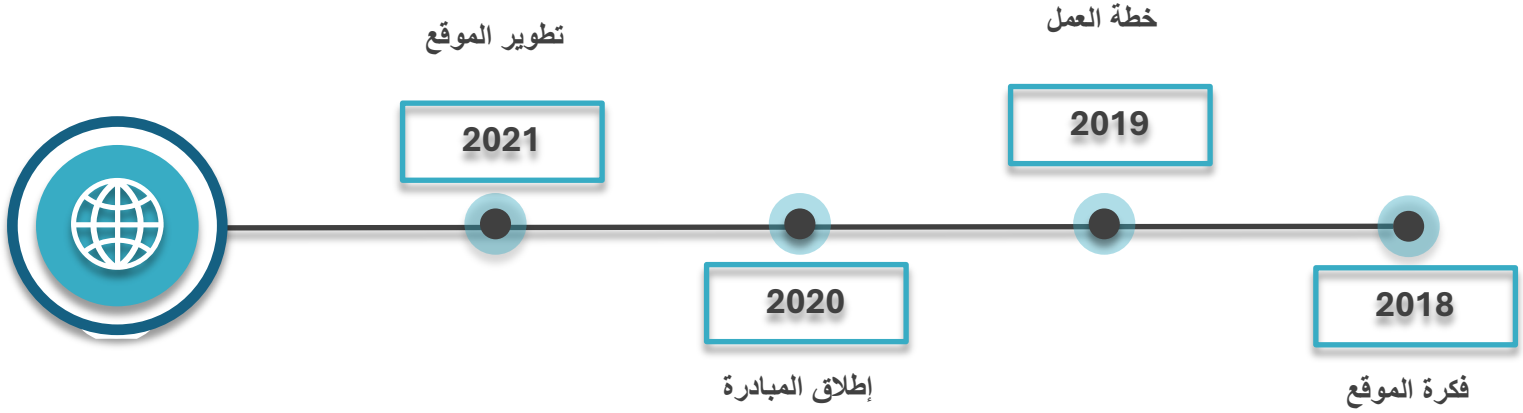 فكرة الموقع
2018
خطة العمل
2019
إطلاق المبادرة
2020
تطوير الموقع
2021